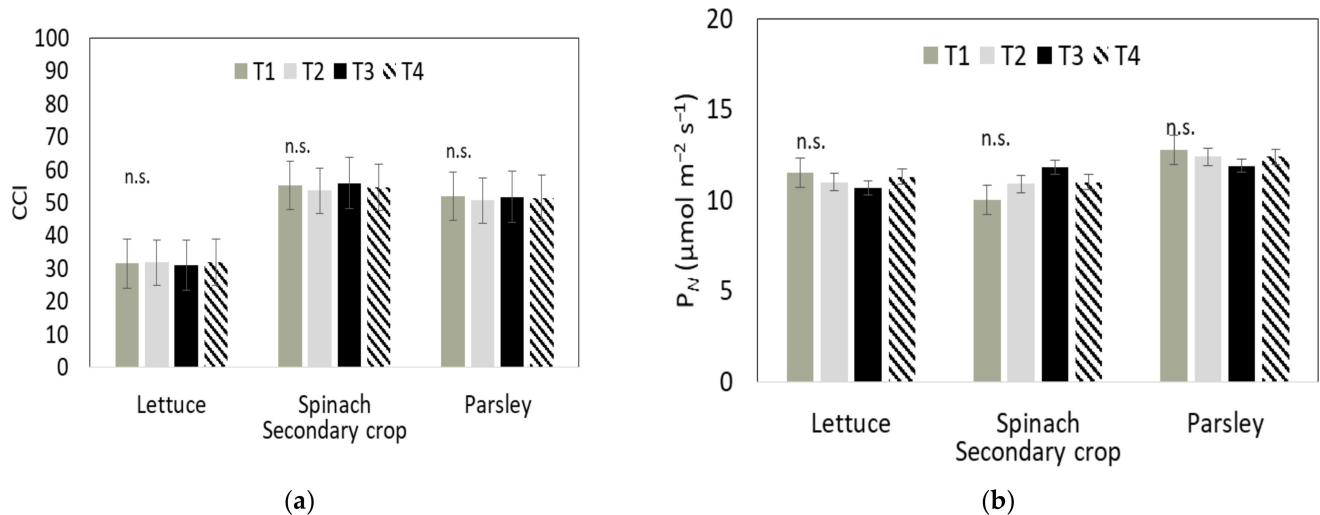 100
90
80
70
60
50
40
30
20
10
0
CCI
T1 T2 T3 T4
n.s.
n.s.
n.s.
Lettuce Spinach Parsley
Secondary crop
(a)
20
15
10
5
0
P_N (μmol m⁻² s⁻¹)
T1 T2 T3 T4
n.s.
n.s.
n.s.
Lettuce Spinach Parsley
Secondary crop
(b)